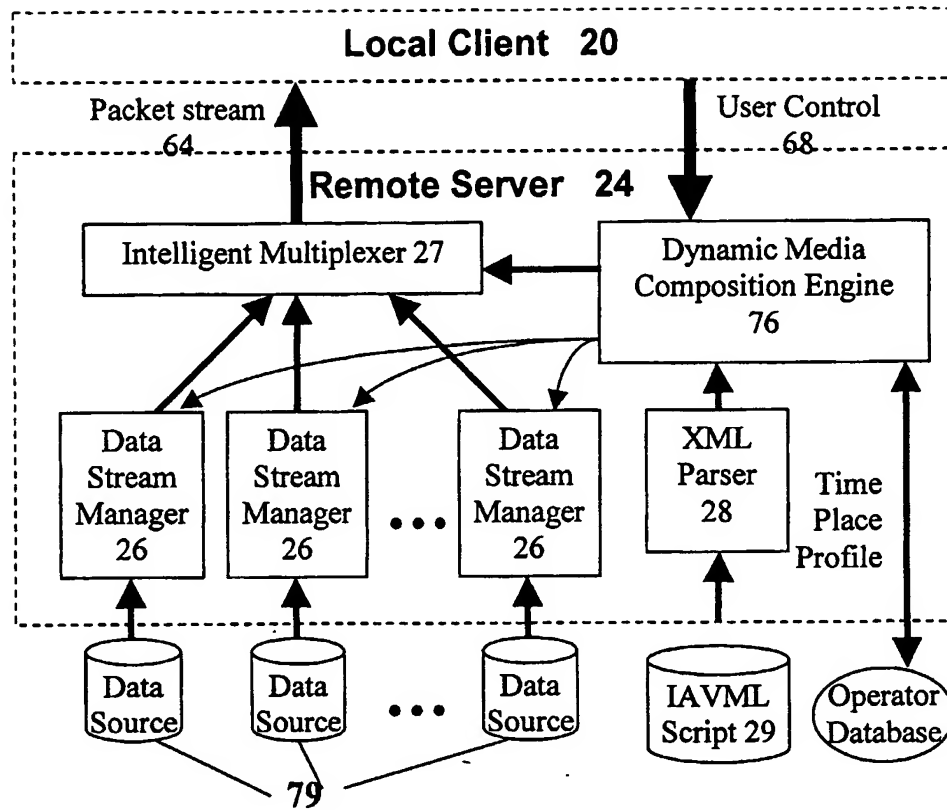 Local Client 20
Packet stream
64
User Control
68
Remote Server 24
Intelligent Multiplexer 27
Dynamic Media
Composition Engine
76
Data
Stream
Manager
26
Data
Stream
Manager
26
Data
Stream
Manager
26
XML
Parser
28
Time
Place
Profile
Data
Source
Data
Source
Data
Source
IAVML
Script 29
Operator
Database
79